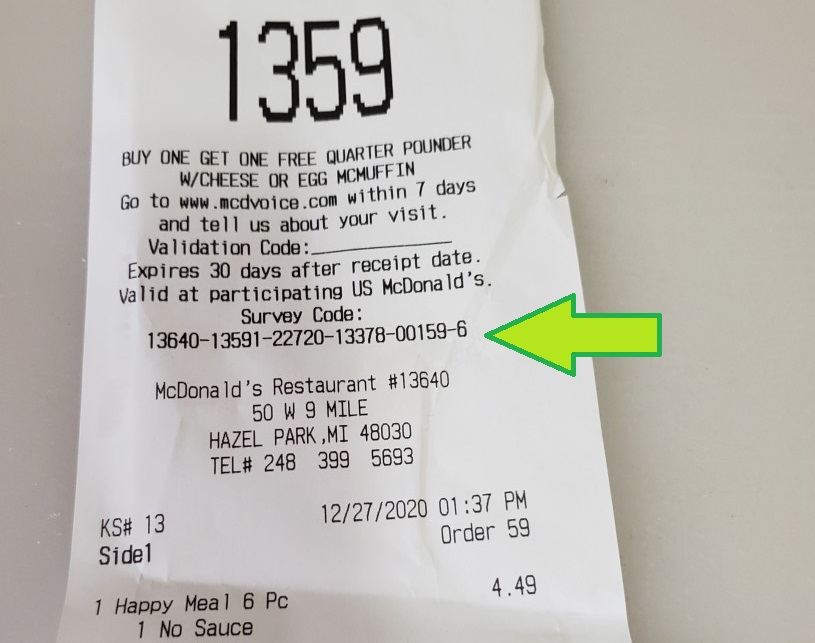 1359
BUY ONE GET ONE FREE QUARTER POUNDER
W/CHEESE OR EGG MCMUFFIN
Go to www.mcdvoice.com within 7 days
and tell us about your visit.
Validation Code:______________
Expires 30 days after receipt date.
Valid at participating US McDonald's.
Survey Code:
13640-13591-22720-13378-00159-6
McDonald's Restaurant #13640
50 W 9 MILE
HAZEL PARK,MI 48030
TEL# 248 399 5693
KS# 13 12/27/2020 01:37 PM
Side1 Order 59
1 Happy Meal 6 Pc 4.49
1 No Sauce